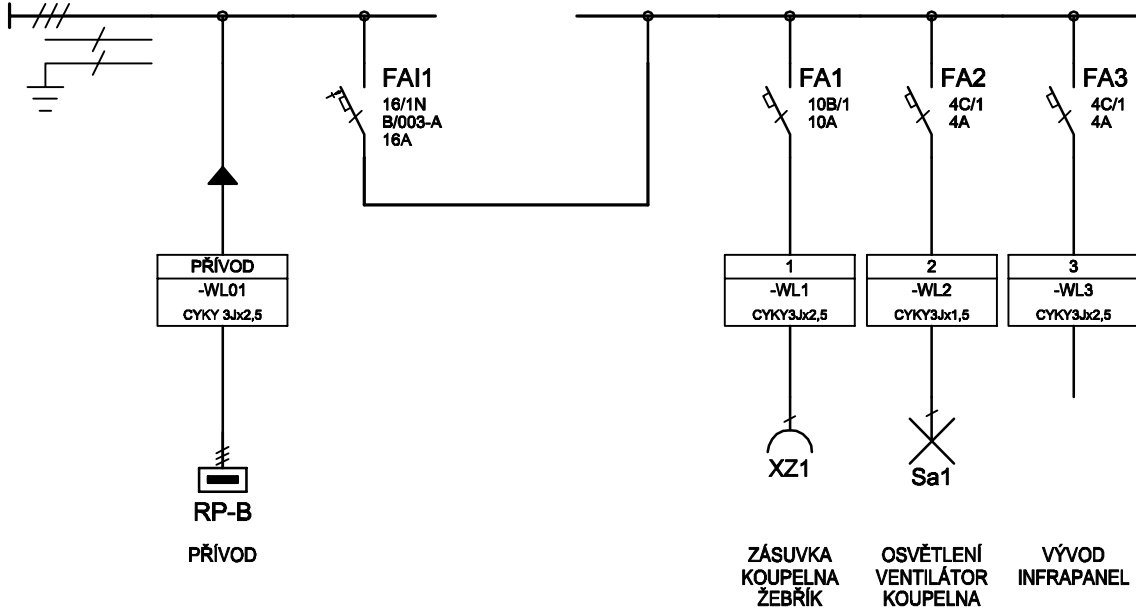 FAI1
16/1N
B/003-A
16A
FA1
10B/1
10A
FA2
4C/1
4A
FA3
4C/1
4A
PŘÍVOD
-WL01
CYKY 3Jx2,5
1
-WL1
CYKY3Jx2,5
2
-WL2
CYKY3Jx1,5
3
-WL3
CYKY3Jx2,5
RP-B
XZ1
Sa1
PŘÍVOD
ZÁSUVKA
KOUPELNA
ŽEBŘÍK
OSVĚTLENÍ
VENTILÁTOR
KOUPELNA
VÝVOD
INFRAPANEL